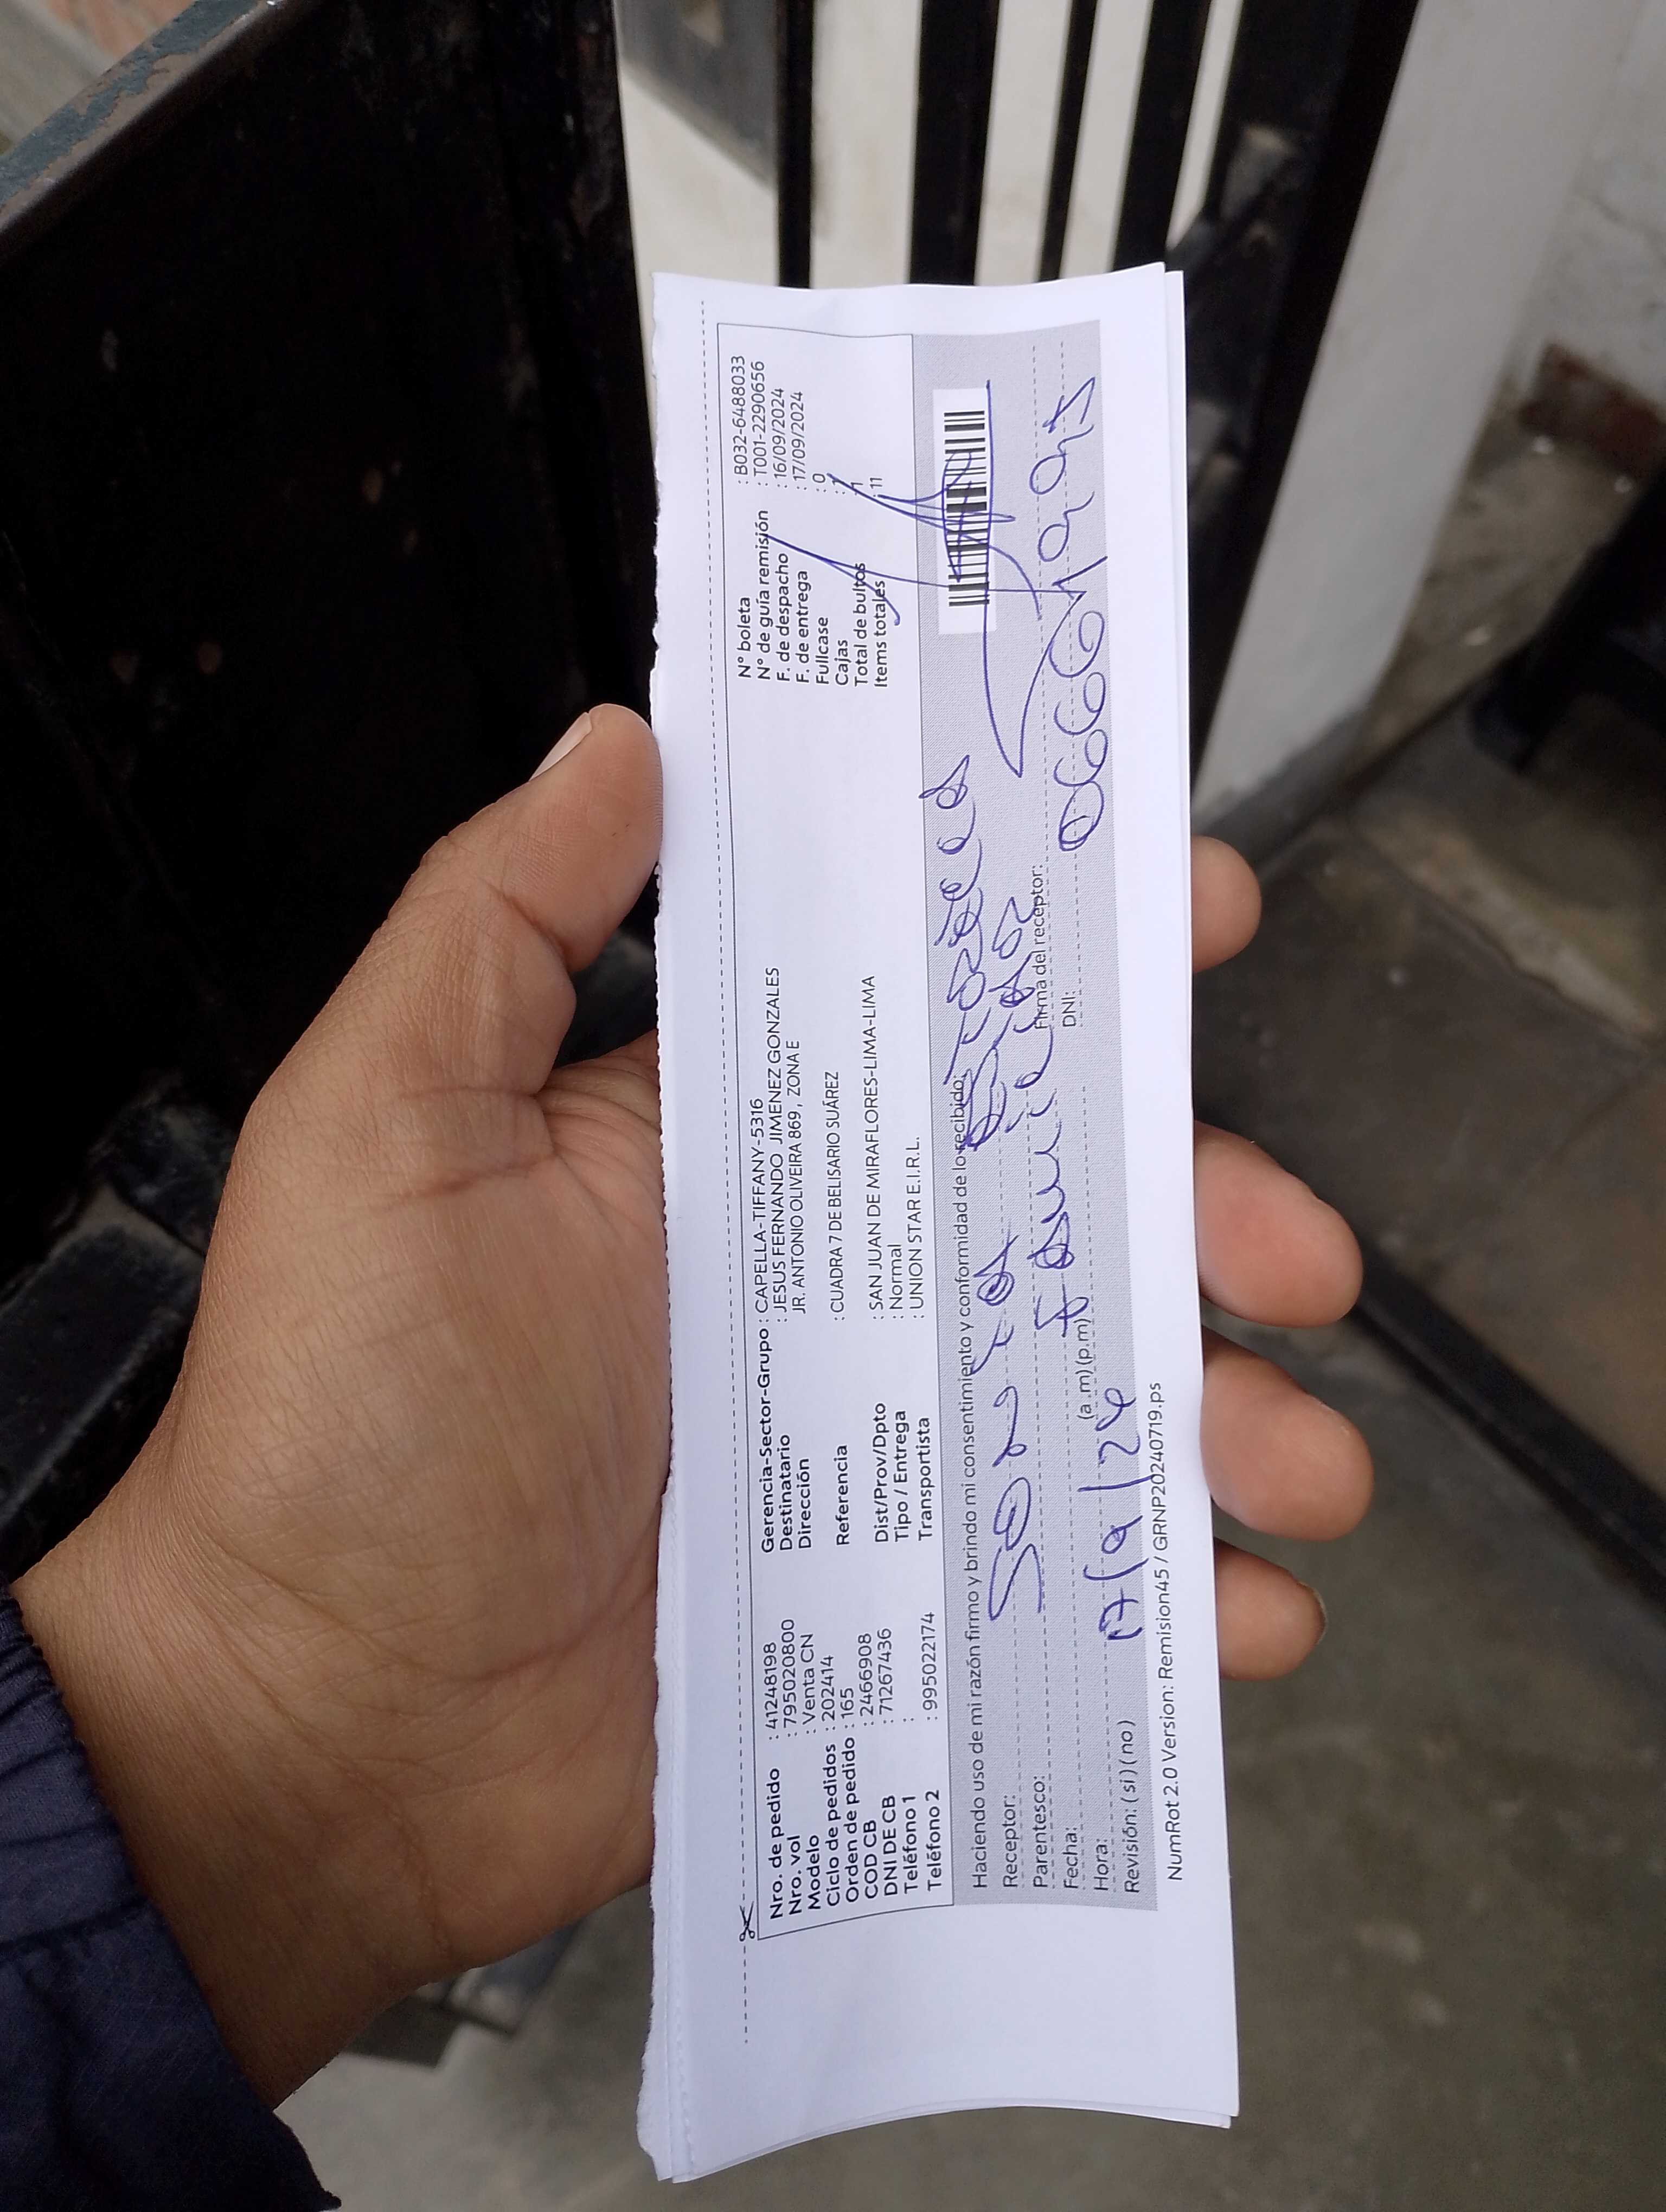 Nro. de pedido : 41248198
Nro. vol : 795020800
Modelo : Venta CN
Ciclo de pedidos : 202414
Orden de pedido : 165
COD CB : 2466908
DNI DE CB : 71267436
Teléfono 1 :
Teléfono 2 : 995022174
Gerencia-Sector-Grupo : CAPELLA-TIFFANY-5316
Destinatario : JESUS FERNANDO JIMENEZ GONZALES
Dirección : JR. ANTONIO OLIVEIRA 869 , ZONA E
Referencia : CUADRA 7 DE BELISARIO SUÁREZ
Dist/Prov/Dpto : SAN JUAN DE MIRAFLORES-LIMA-LIMA
Tipo / Entrega : Normal
Transportista : UNION STAR E.I.R.L.
N° boleta : B032-6488033
N° de guía remisión : T001-2290656
F. de despacho : 16/09/2024
F. de entrega : 17/09/2024
Fullcase : 0
Cajas : 1
Total de bultos : 1
Items totales : 11
Haciendo uso de mi razón firmo y brindo mi consentimiento y conformidad de lo recibido:
Receptor:
Parentesco:
Fecha:
Hora: 17/9/24 (a .m) (p.m)
Revisión: ( si ) ( no )
Firma del receptor:
DNI:
NumRot 2.0 Version: Remision45 / GRNP20240719.ps